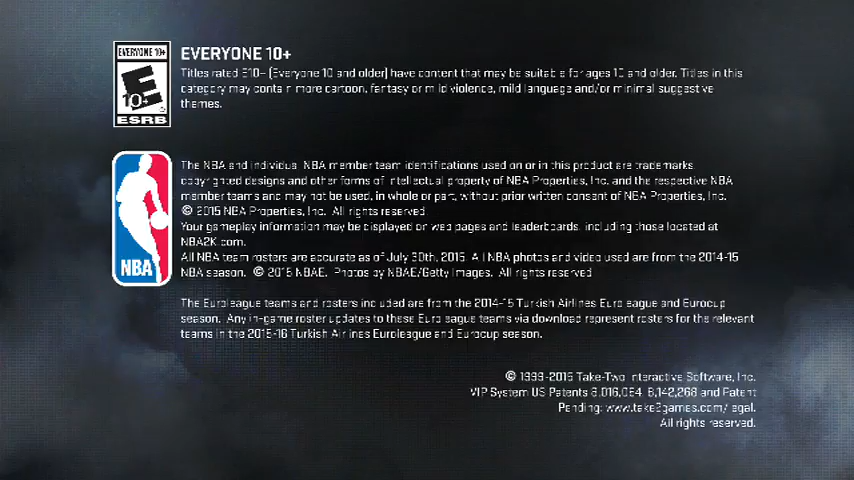 EVERYONE 10+
EVERYONE 10+
Titles rated E10+ (Everyone 10 and older) have content that may be suitable for ages 10 and older. Titles in this
category may contain more cartoon, fantasy or mild violence, mild language and/or minimal suggestive
themes.
E
10+
ESRB
The NBA and individual NBA member team identifications used on or in this product are trademarks,
copyrighted designs and other forms of intellectual property of NBA Properties, Inc. and the respective NBA
member teams and may not be used, in whole or part, without prior written consent of NBA Properties, Inc.
© 2015 NBA Properties, Inc. All rights reserved
Your gameplay information may be displayed on web pages and leaderboards, including those located at
NBA2K.com.
All NBA team rosters are accurate as of July 30th, 2015. All NBA photos and video used are from the 2014-15
NBA season. © 2015 NBAE. Photos by NBAE/Getty Images. All rights reserved
NBA
The Euroleague teams and rosters included are from the 2014-15 Turkish Airlines Euroleague and Eurocup
season. Any in-game roster updates to these Euroleague teams via download represent rosters for the relevant
teams in the 2015-16 Turkish Airlines Euroleague and Eurocup season.
© 1999-2015 Take-Two Interactive Software, Inc.
VIP System US Patents 6,016,084, 6,142,268 and Patent
Pending: www.take2games.com/legal.
All rights reserved.